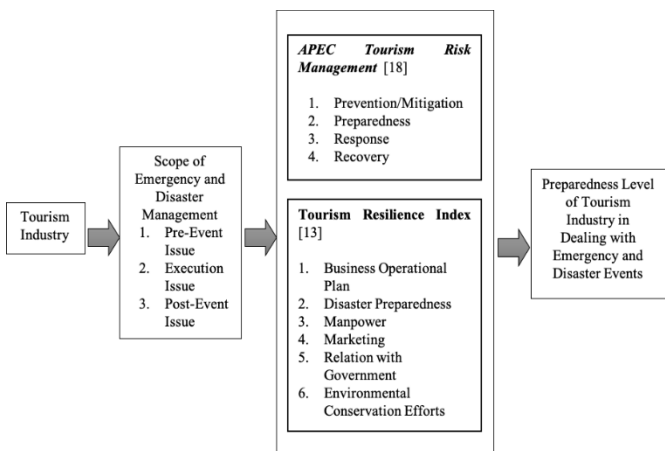 Tourism
Industry
Scope of
Emergency and
Disaster
Management
1. Pre-Event
Issue
2. Execution
Issue
3. Post-Event
Issue
APEC Tourism Risk
Management [18]
1. Prevention/Mitigation
2. Preparedness
3. Response
4. Recovery
Tourism Resilience Index
[13]
1. Business Operational
Plan
2. Disaster Preparedness
3. Manpower
4. Marketing
5. Relation with
Government
6. Environmental
Conservation Efforts
Preparedness Level
of Tourism
Industry in
Dealing with
Emergency and
Disaster Events